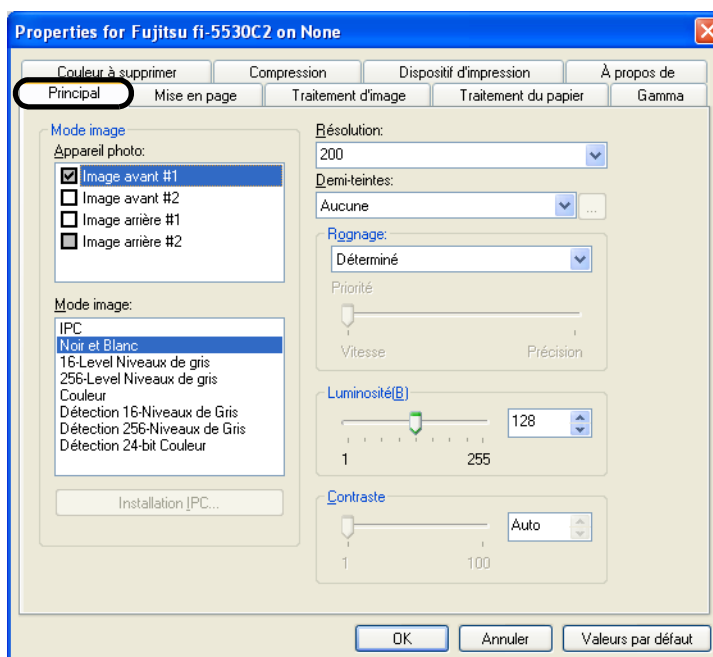 Properties for Fujitsu fi-5530C2 on None
Couleur à supprimer
Compression
Dispositif d'impression
À propos de
Principal
Mise en page
Traitement d'image
Traitement du papier
Gamma
Mode image
Appareil photo:
Image avant #1
Image avant #2
Image arrière #1
Image arrière #2
Mode image:
IPC
Noir et Blanc
16-Level Niveaux de gris
256-Level Niveaux de gris
Couleur
Détection 16-Niveaux de Gris
Détection 256-Niveaux de Gris
Détection 24-bit Couleur
Installation IPC...
Résolution:
200
Demi-teintes:
Aucune
...
Rognage:
Déterminé
Priorité
Vitesse
Précision
Luminosité(B)
128
1
255
Contraste
Auto
1
100
OK
Annuler
Valeurs par défaut